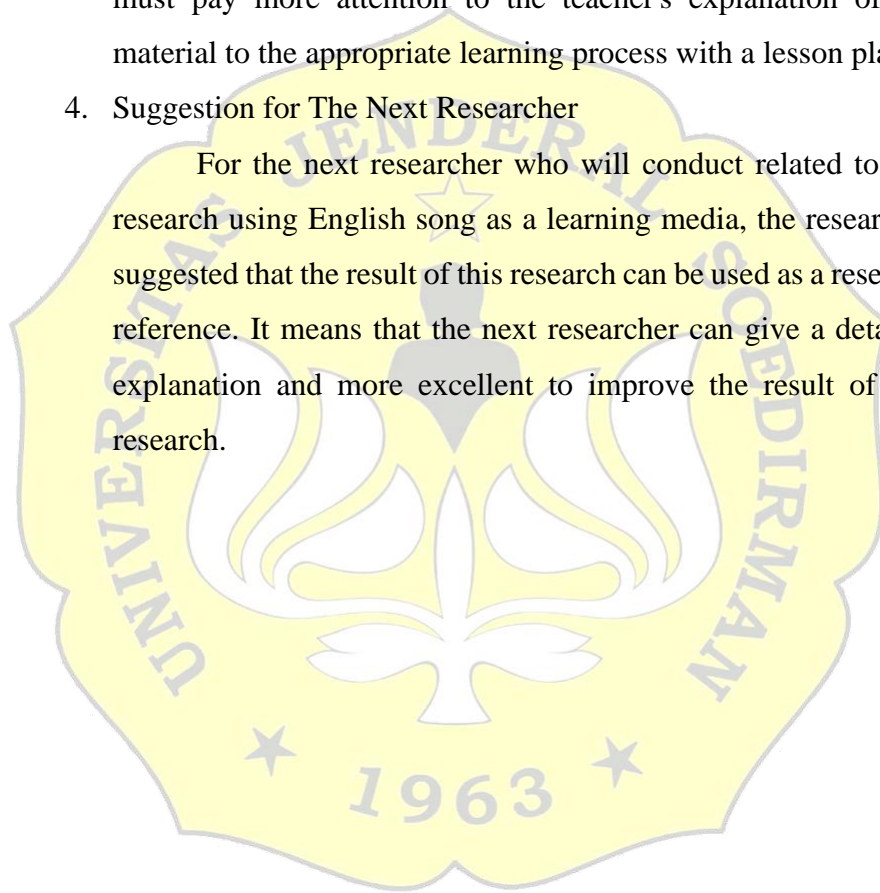 must pay more attention to the teacher's explanation of
material to the appropriate learning process with a lesson pla
4. Suggestion for The Next Researcher
For the next researcher who will conduct related to
research using English song as a learning media, the resear
suggested that the result of this research can be used as a rese
reference. It means that the next researcher can give a deta
explanation and more excellent to improve the result of
research.
UNIVERSITAS JENDERAL SOEDIRMAN
1963